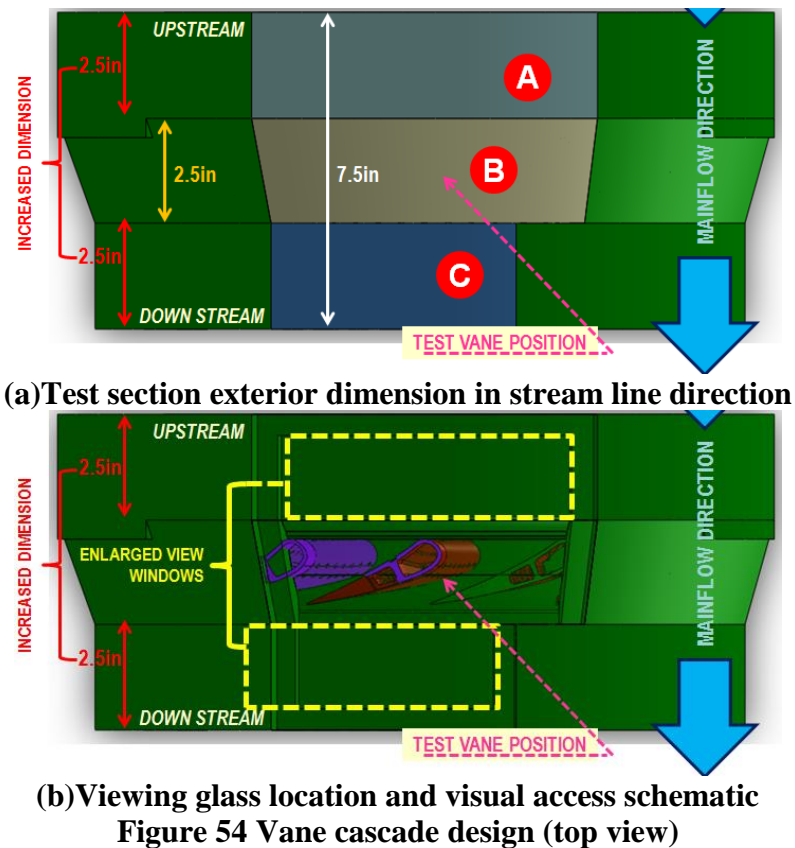 UPSTREAM
2.5in
A
INCREASED DIMENSION
2.5in
7.5in
B
MAINFLOW DIRECTION
2.5in
C
DOWN STREAM
TEST VANE POSITION
(a)Test section exterior dimension in stream line direction
UPSTREAM
2.5in
INCREASED DIMENSION
ENLARGED VIEW
WINDOWS
MAINFLOW DIRECTION
2.5in
DOWN STREAM
TEST VANE POSITION
(b)Viewing glass location and visual access schematic
Figure 54 Vane cascade design (top view)